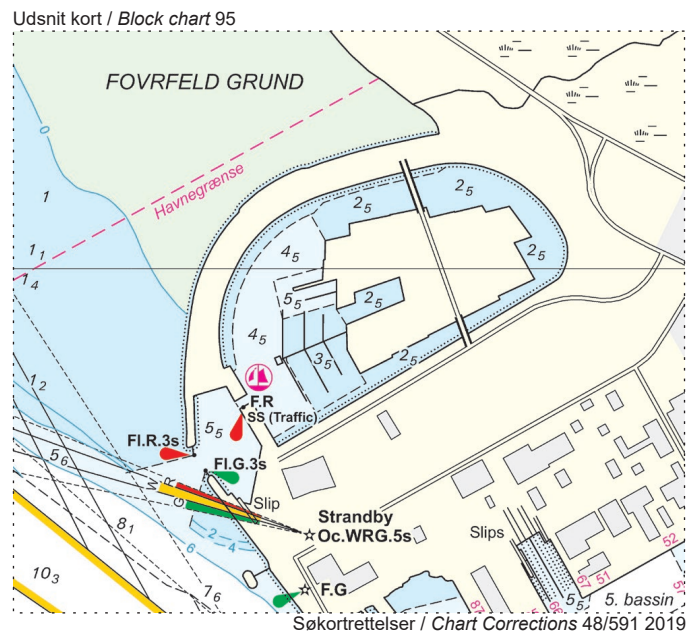 Udsnit kort / Block chart 95
FOVRFELD GRUND
0
Havnegrænse
1
1₁
1₄
2₅
2₅
2₅
4₅
5₅
2₅
4₅
3₅
2₅
1₂
F.R
SS (Traffic)
5₅
Fl.R.3s
Fl.G.3s
5₆
W
R
G
Slip
Strandby
Oc.WRG.5s
Slips
8₁
2
4
6
10₃
7₆
F.G
52
51
67
66
87
5₅
5. bassin
Søkortrettelser / Chart Corrections 48/591 2019